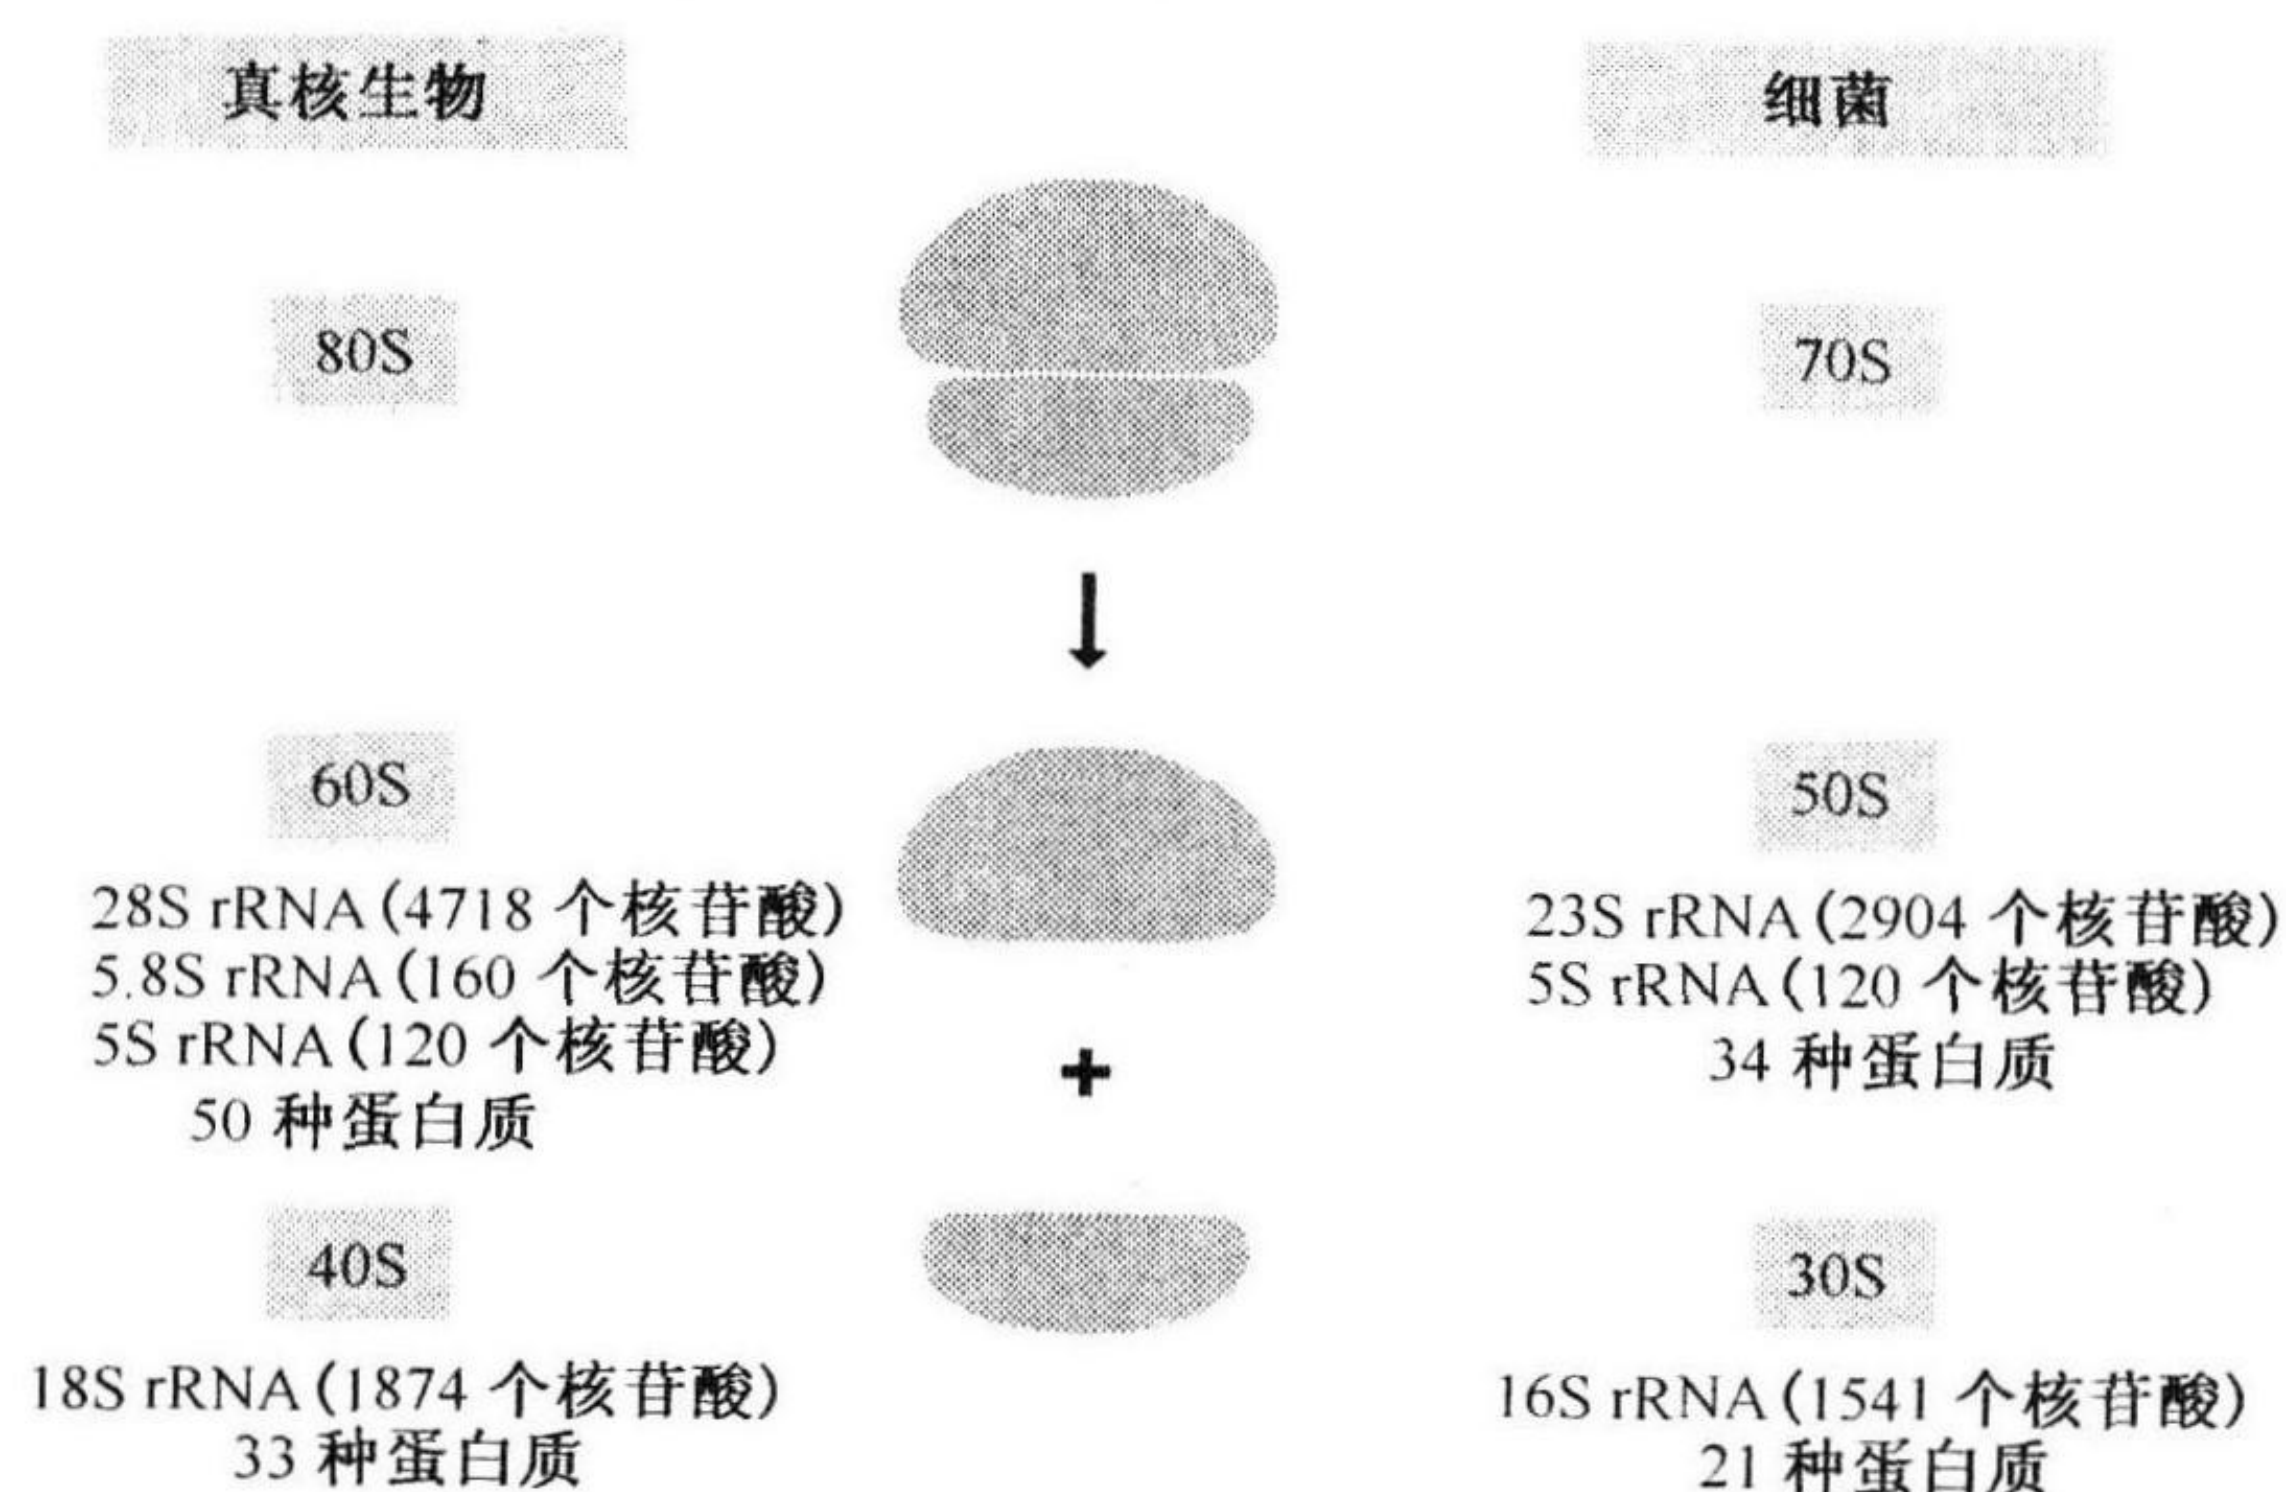 真核生物
细菌
80S
70S
60S
28S rRNA(4718 个核苷酸)
5.8S rRNA(160 个核苷酸)
5S rRNA(120 个核苷酸)
50 种蛋白质
50S
23S rRNA(2904 个核苷酸)
5S rRNA(120 个核苷酸)
34 种蛋白质
+
40S
18S rRNA(1874 个核苷酸)
33 种蛋白质
30S
16S rRNA(1541 个核苷酸)
21 种蛋白质